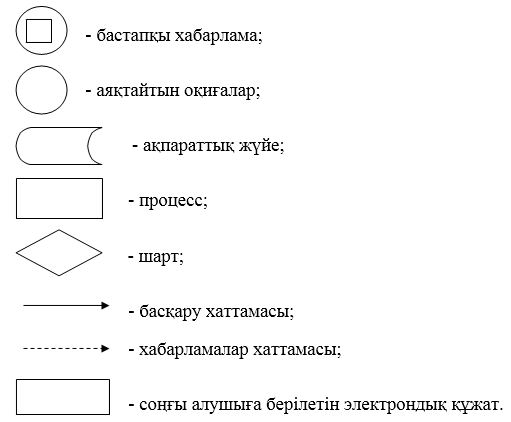 - бастапқы хабарлама;
- аяқтайтын оқиғалар;
- ақпараттық жүйе;
- процесс;
- шарт;
- басқару хаттамасы;
- хабарламалар хаттамасы;
- соңғы алушыға берілетін электрондық құжат.